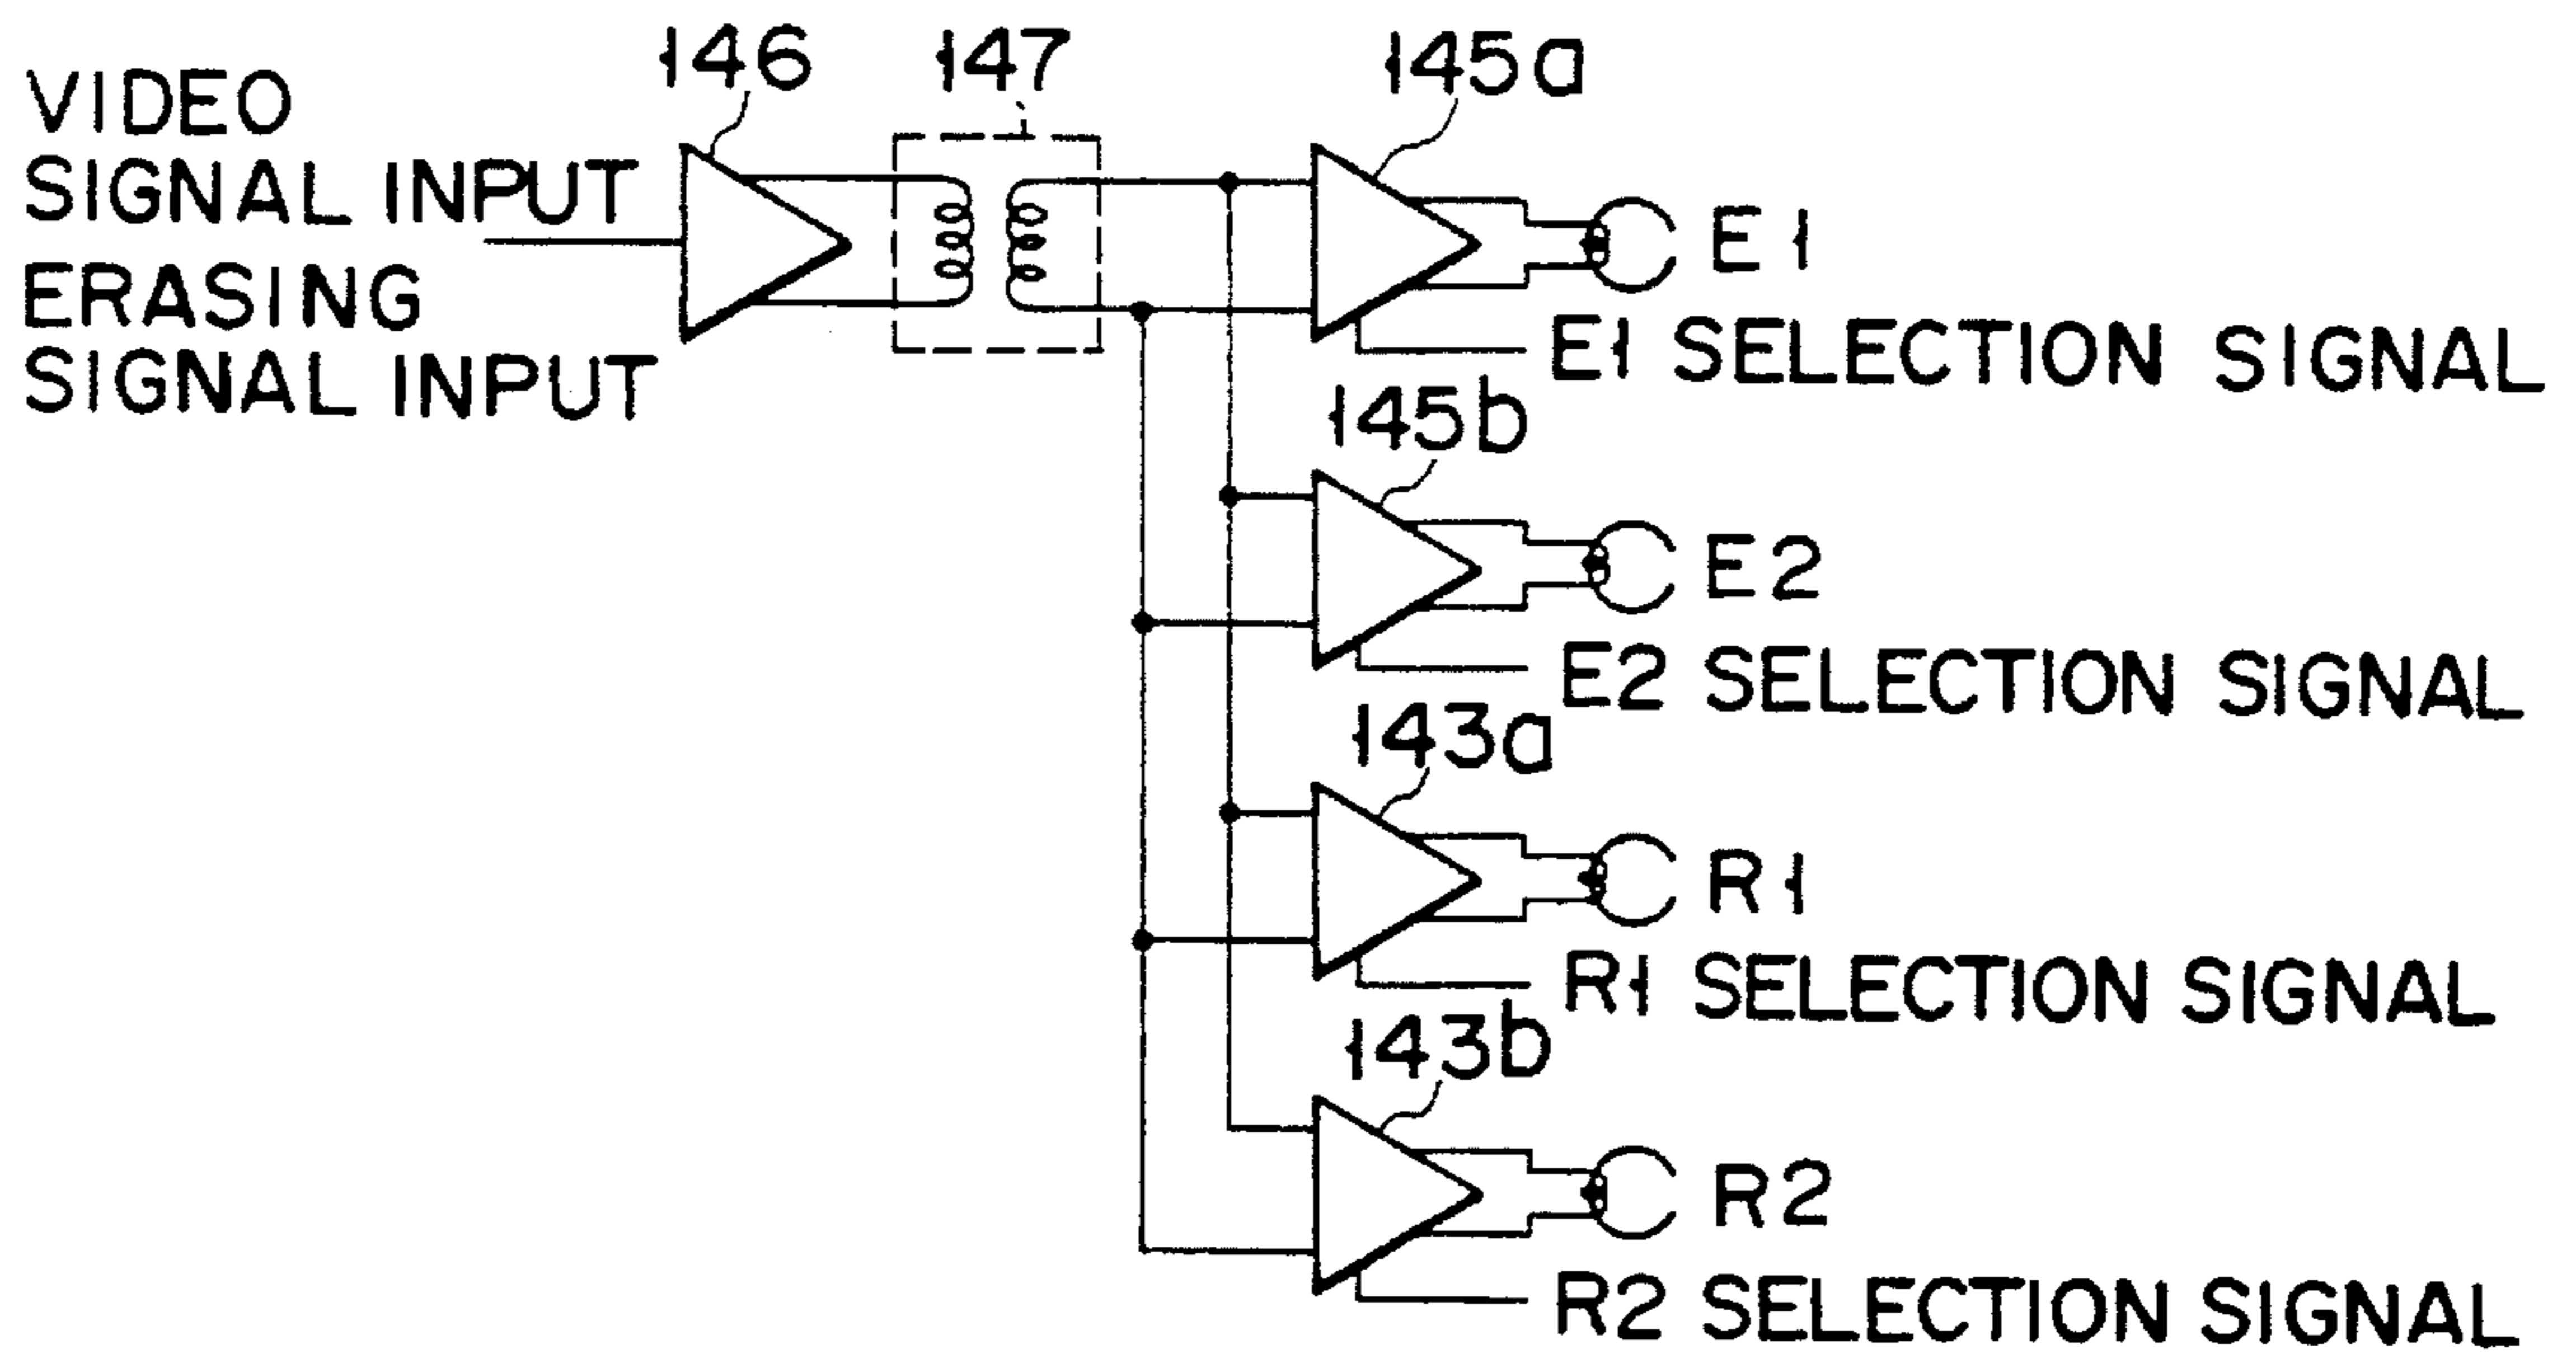 146
147
145a
VIDEO
SIGNAL INPUT
ERASING
SIGNAL INPUT
E1
E1 SELECTION SIGNAL
145b
E2
E2 SELECTION SIGNAL
143a
R1
R1 SELECTION SIGNAL
143b
R2
R2 SELECTION SIGNAL